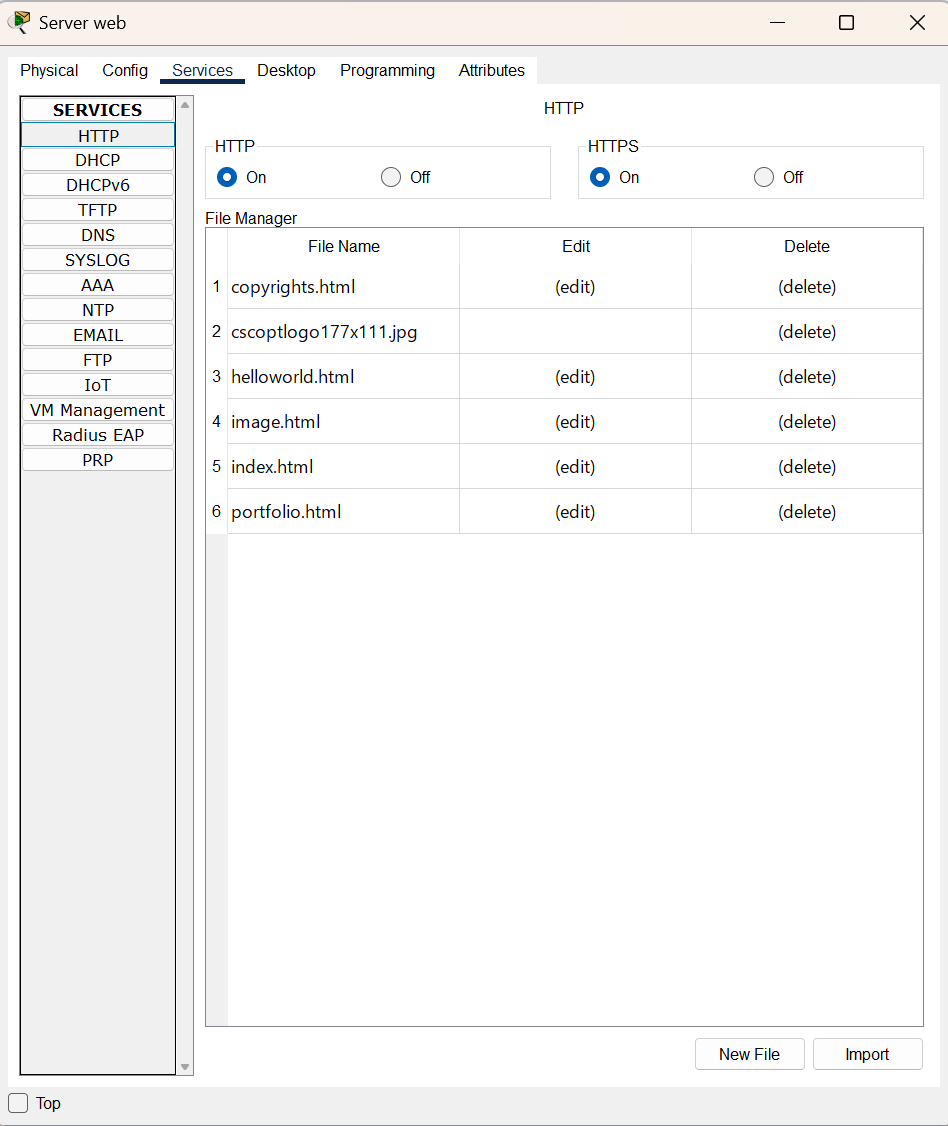 Server web
Physical Config Services Desktop Programming Attributes
SERVICES
HTTP
DHCP
DHCPv6
TFTP
DNS
SYSLOG
AAA
NTP
EMAIL
FTP
IoT
VM Management
Radius EAP
PRP
HTTP
HTTP
On Off
HTTPS
On Off
File Manager
File Name Edit Delete
1 copyrights.html (edit) (delete)
2 cscoptlogo177x111.jpg (delete)
3 helloworld.html (edit) (delete)
4 image.html (edit) (delete)
5 index.html (edit) (delete)
6 portfolio.html (edit) (delete)
New File Import
Top